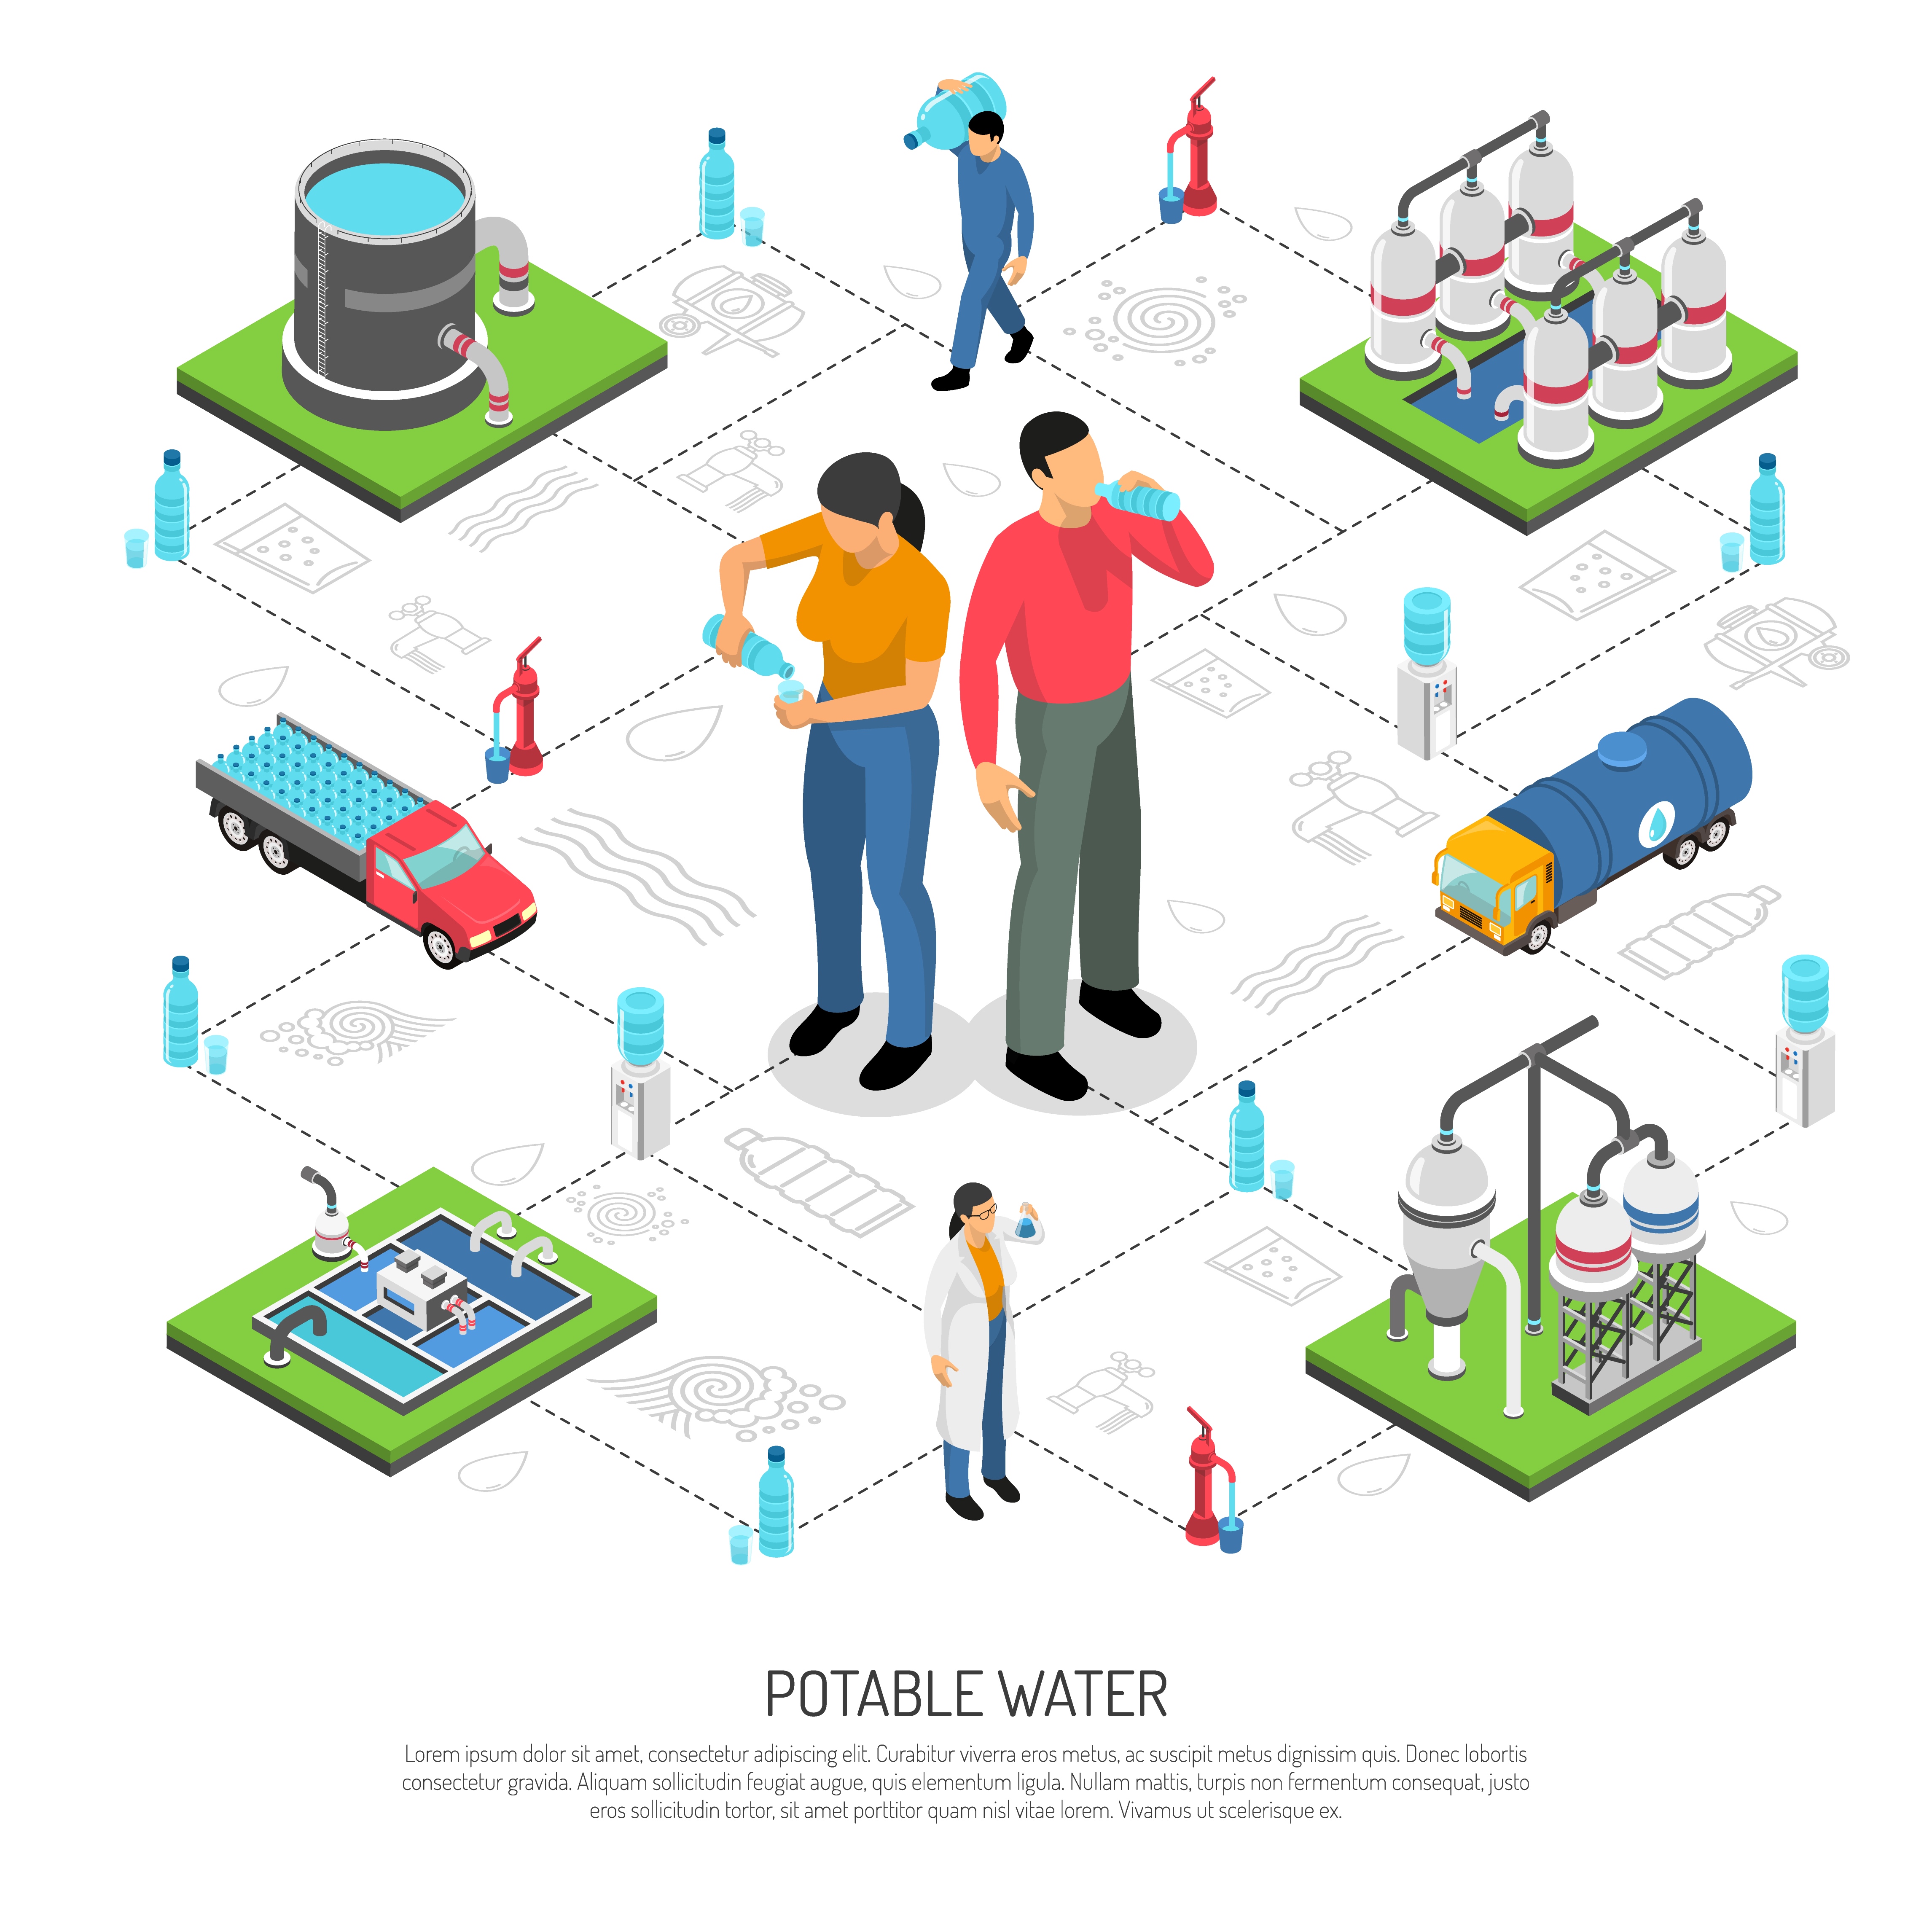 POTABLE WATER
Lorem ipsum dolor sit amet, consectetur adipiscing elit. Curabitur viverra eros metus, ac suscipit metus dignissim quis. Donec lobortis
consectetur gravida. Aliquam sollicitudin feugiat augue, quis elementum ligula. Nullam mattis, turpis non fermentum consequat, justo
eros sollicitudin tortor, sit amet porttitor quam nisl vitae lorem. Vivamus ut scelerisque ex.